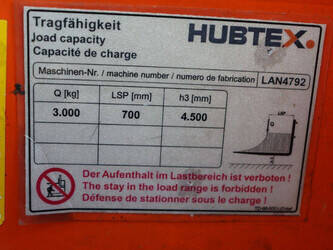 Tragfähigkeit
load capacity
Capacité de charge
HUBTEX.
Maschinen-Nr. / machine number / numero de fabrication LAN4792
Q [kg] LSP [mm] h3 [mm]
3.000 700 4.500
LSP
Der Aufenthalt im Lastbereich ist verboten !
The stay in the load range is forbidden !
Défense de stationner sous le charge !